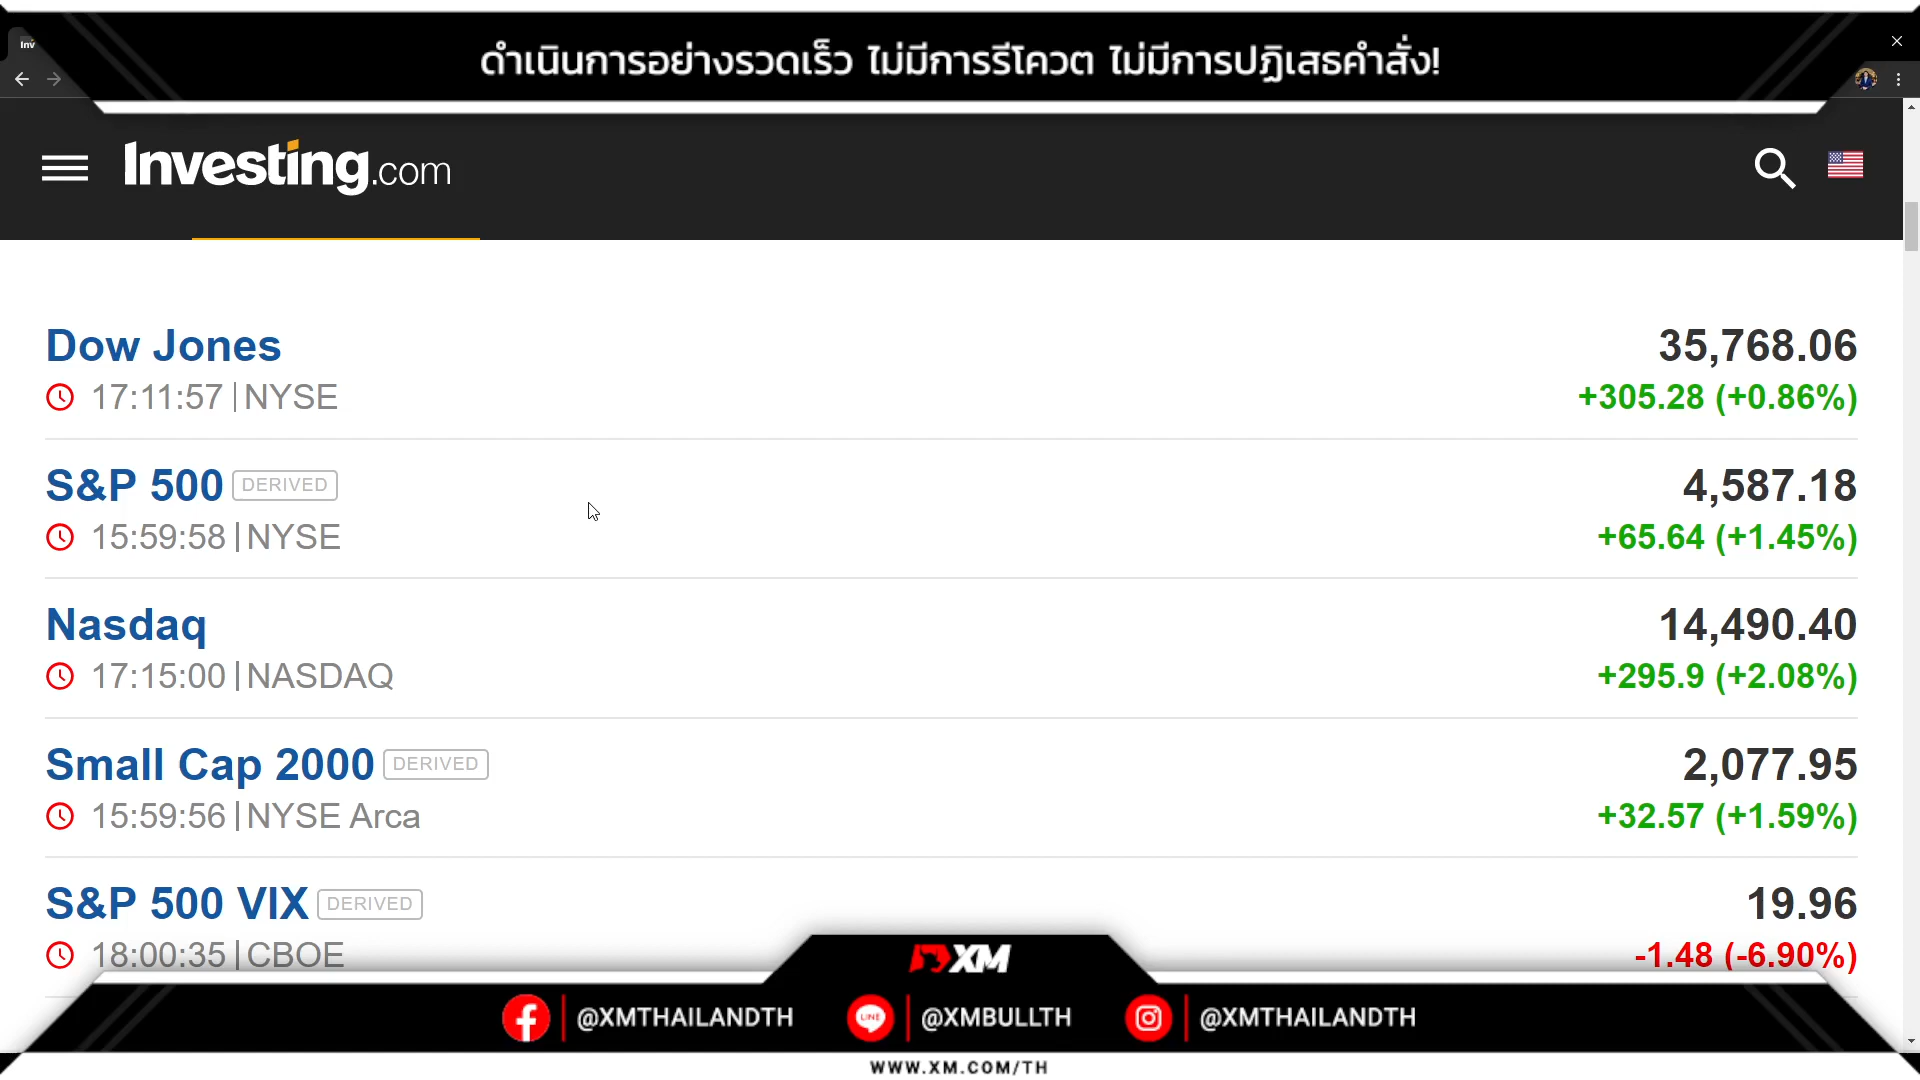 Inv
ดำเนินการอย่างรวดเร็ว ไม่มีการรีโควต ไม่มีการปฏิเสธคำสั่ง!
Investing.com
Dow Jones
35,768.06
17:11:57 | NYSE
+305.28 (+0.86%)
S&P 500 DERIVED
4,587.18
15:59:58 | NYSE
+65.64 (+1.45%)
Nasdaq
14,490.40
17:15:00 | NASDAQ
+295.9 (+2.08%)
Small Cap 2000 DERIVED
2,077.95
15:59:56 | NYSE Arca
+32.57 (+1.59%)
S&P 500 VIX DERIVED
19.96
18:00:35 | CBOE
-1.48 (-6.90%)
XM
@XMTHAILANDTH
LINE
@XMBULLTH
@XMTHAILANDTH
WWW.XM.COM/TH